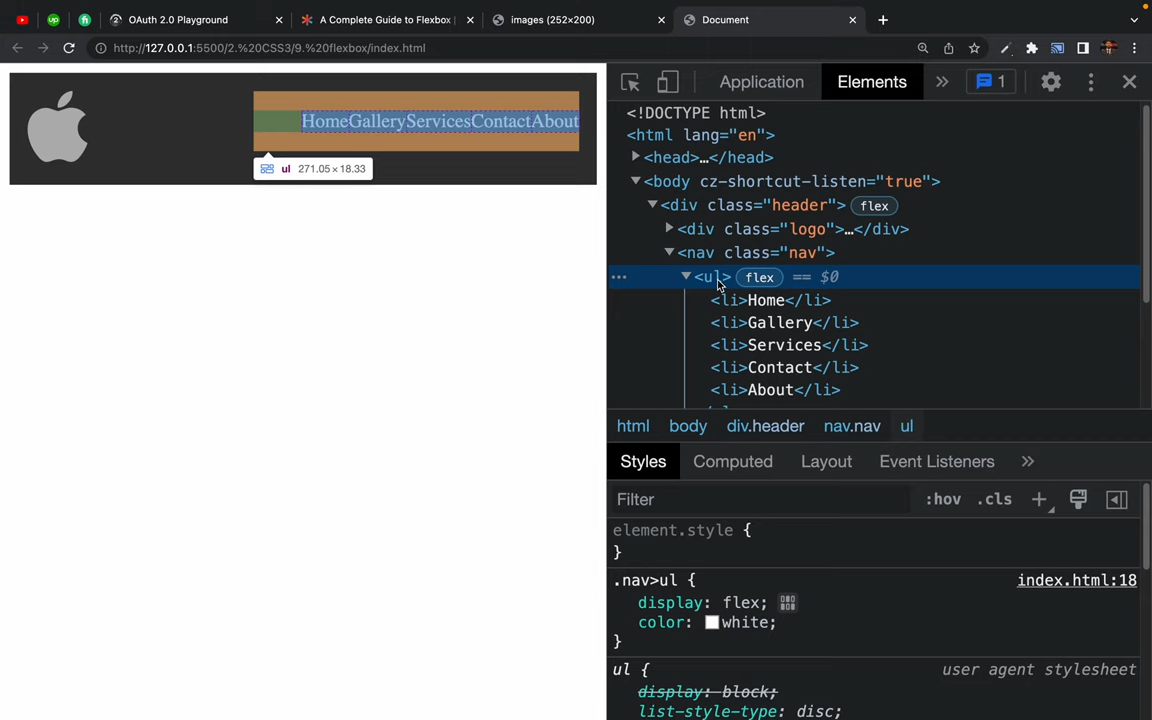 OAuth 2.0 Playground
A Complete Guide to Flexbox
images (252×200)
Document
http://127.0.0.1:5500/2.%20CSS3/9.%20flexbox/index.html
HomeGalleryServicesContactAbout
ul 271.05×18.33
Application
Elements
1
<!DOCTYPE html>
<html lang="en">
<head>…</head>
<body cz-shortcut-listen="true">
<div class="header"> flex
<div class="logo">…</div>
<nav class="nav">
… <ul> flex == $0
<li>Home</li>
<li>Gallery</li>
<li>Services</li>
<li>Contact</li>
<li>About</li>
html body div.header nav.nav ul
Styles Computed Layout Event Listeners
Filter :hov .cls
element.style {
}
.nav>ul { index.html:18
display: flex;
color: white;
}
ul { user agent stylesheet
display: block;
list-style-type: disc;